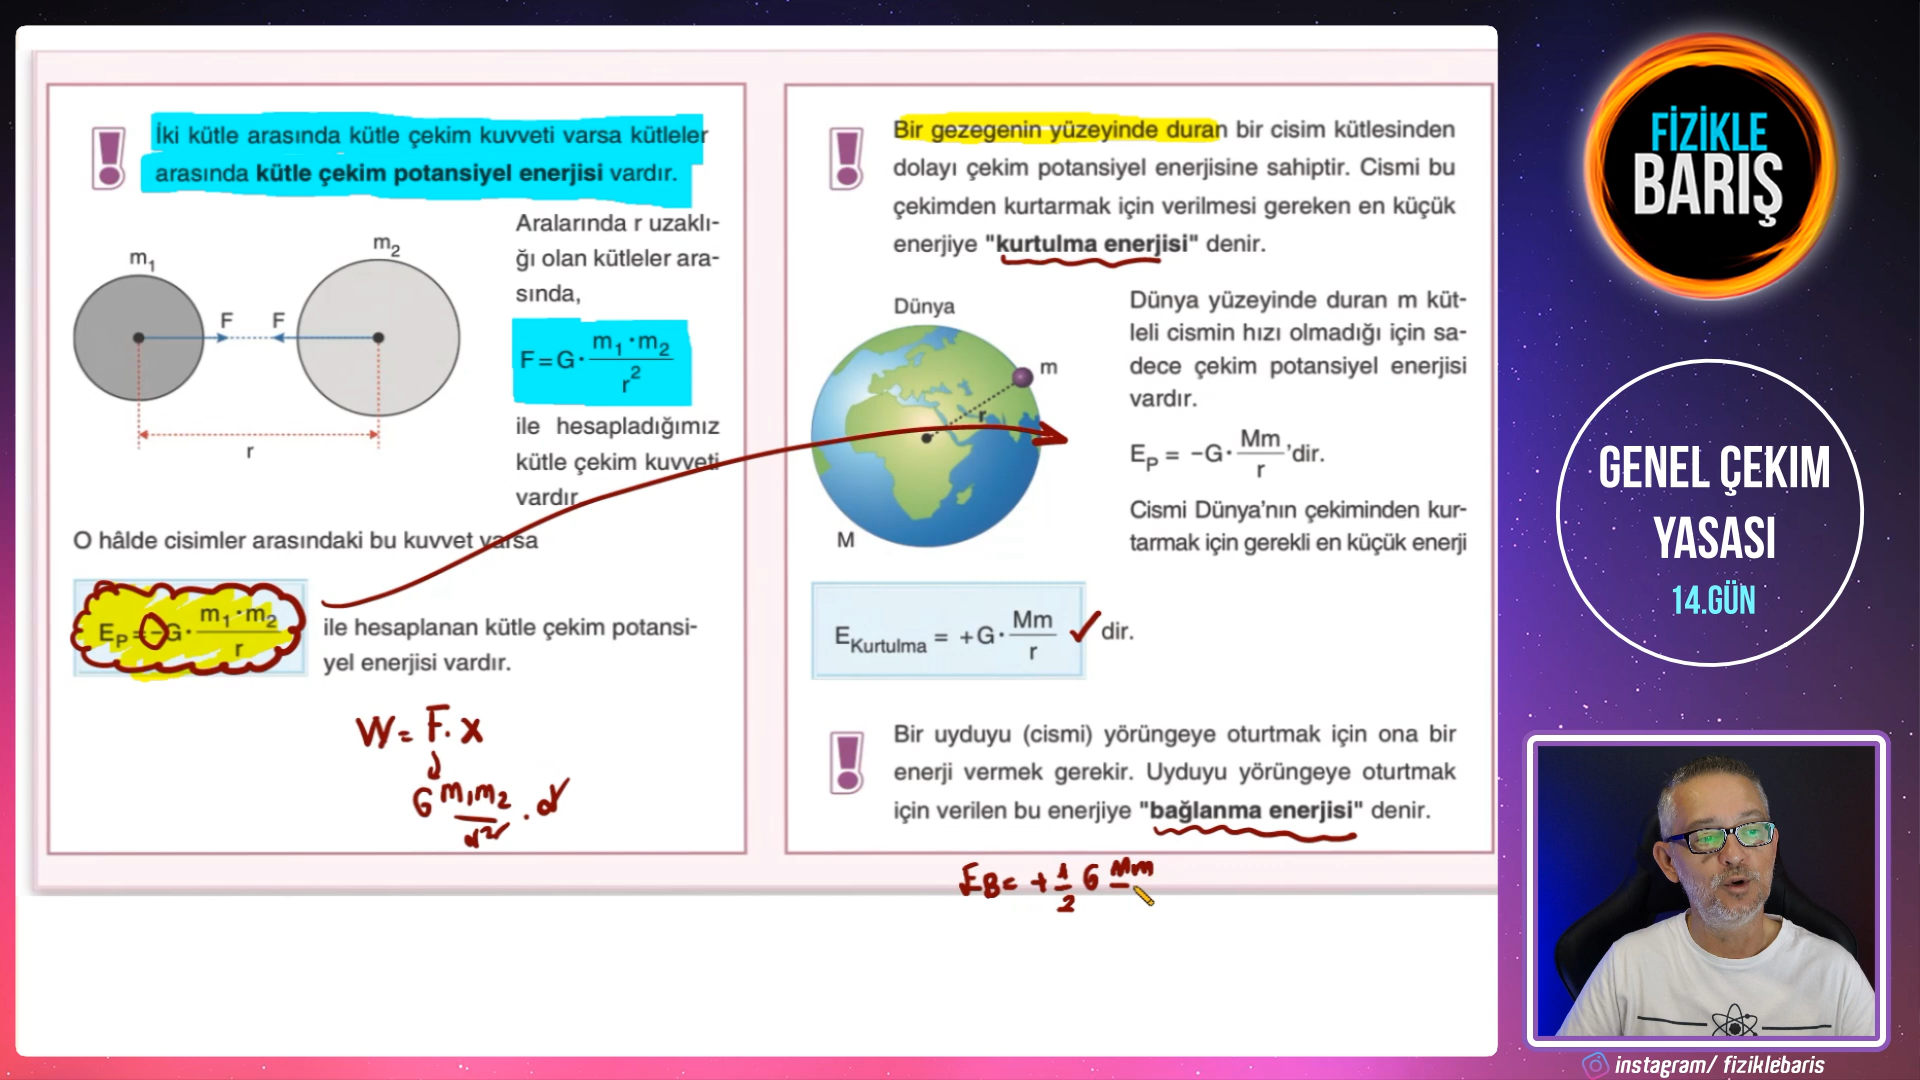 İki kütle arasında kütle çekim kuvveti varsa kütleler
arasında kütle çekim potansiyel enerjisi vardır.
m1
m2
F
F
r
Aralarında r uzaklı-
ğı olan kütleler ara-
sında,
F = G · m1 · m2 / r²
ile hesapladığımız
kütle çekim kuvveti
vardır.
O hâlde cisimler arasındaki bu kuvvet varsa
EP = -G · m1 · m2 / r
ile hesaplanan kütle çekim potansi-
yel enerjisi vardır.
W = F. x
G m1m2 / r² . r
Bir gezegenin yüzeyinde duran bir cisim kütlesinden
dolayı çekim potansiyel enerjisine sahiptir. Cismi bu
çekimden kurtarmak için verilmesi gereken en küçük
enerjiye "kurtulma enerjisi" denir.
Dünya
m
r
M
Dünya yüzeyinde duran m küt-
leli cismin hızı olmadığı için sa-
dece çekim potansiyel enerjisi
vardır.
EP = -G · Mm / r 'dir.
Cismi Dünya'nın çekiminden kur-
tarmak için gerekli en küçük enerji
EKurtulma = +G · Mm / r dir.
Bir uyduyu (cismi) yörüngeye oturtmak için ona bir
enerji vermek gerekir. Uyduyu yörüngeye oturtmak
için verilen bu enerjiye "bağlanma enerjisi" denir.
EB = + 1/2 G Mm
FİZİKLE
BARIŞ
GENEL ÇEKIM
YASASI
14.GÜN
instagram/ fiziklebaris